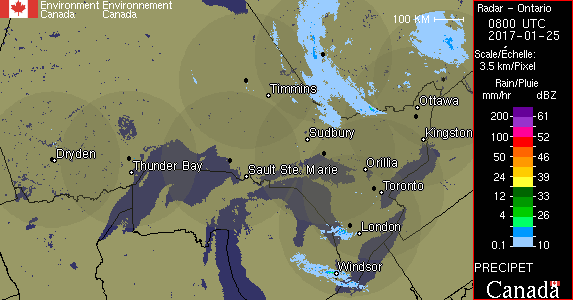 Environment Environnement
Canada Canada
Radar - Ontario
0800 UTC
2017-01-25
100 KM
Scale/Échelle:
3.5 km/Pixel
Rain/Pluie
mm/hr dBZ
200 61
100 52
50 46
24 39
12 33
4 26
0.1 10
PRECIPET
Canada
Timmins
Ottawa
Sudbury
Kingston
Dryden
Thunder Bay
Sault Ste. Marie
Orillia
Toronto
London
Windsor